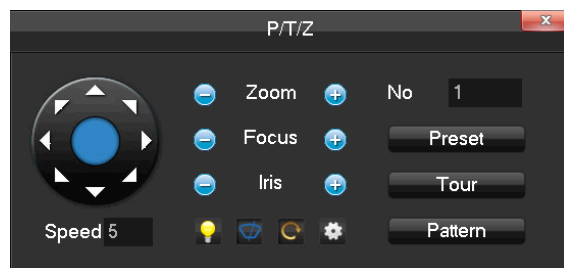 P/T/Z
Zoom No 1
Focus Preset
Iris Tour
Speed 5 Pattern